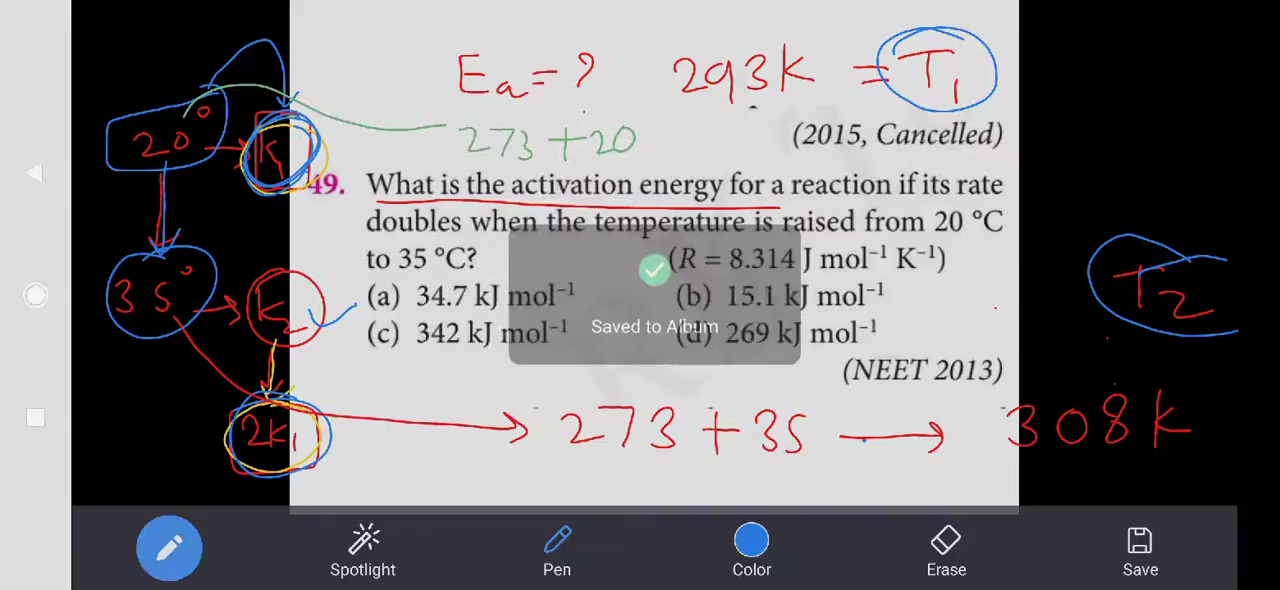 Ea = ? 293K = T1
20° → K1
273 + 20
(2015, Cancelled)
49. What is the activation energy for a reaction if its rate
doubles when the temperature is raised from 20 °C
to 35 °C? (R = 8.314 J mol⁻¹ K⁻¹)
35° → K2
T2
(a) 34.7 kJ mol⁻¹ (b) 15.1 kJ mol⁻¹
Saved to Album
(c) 342 kJ mol⁻¹ (d) 269 kJ mol⁻¹
(NEET 2013)
2K1
→ 273 + 35 → 308K
Spotlight
Pen
Color
Erase
Save